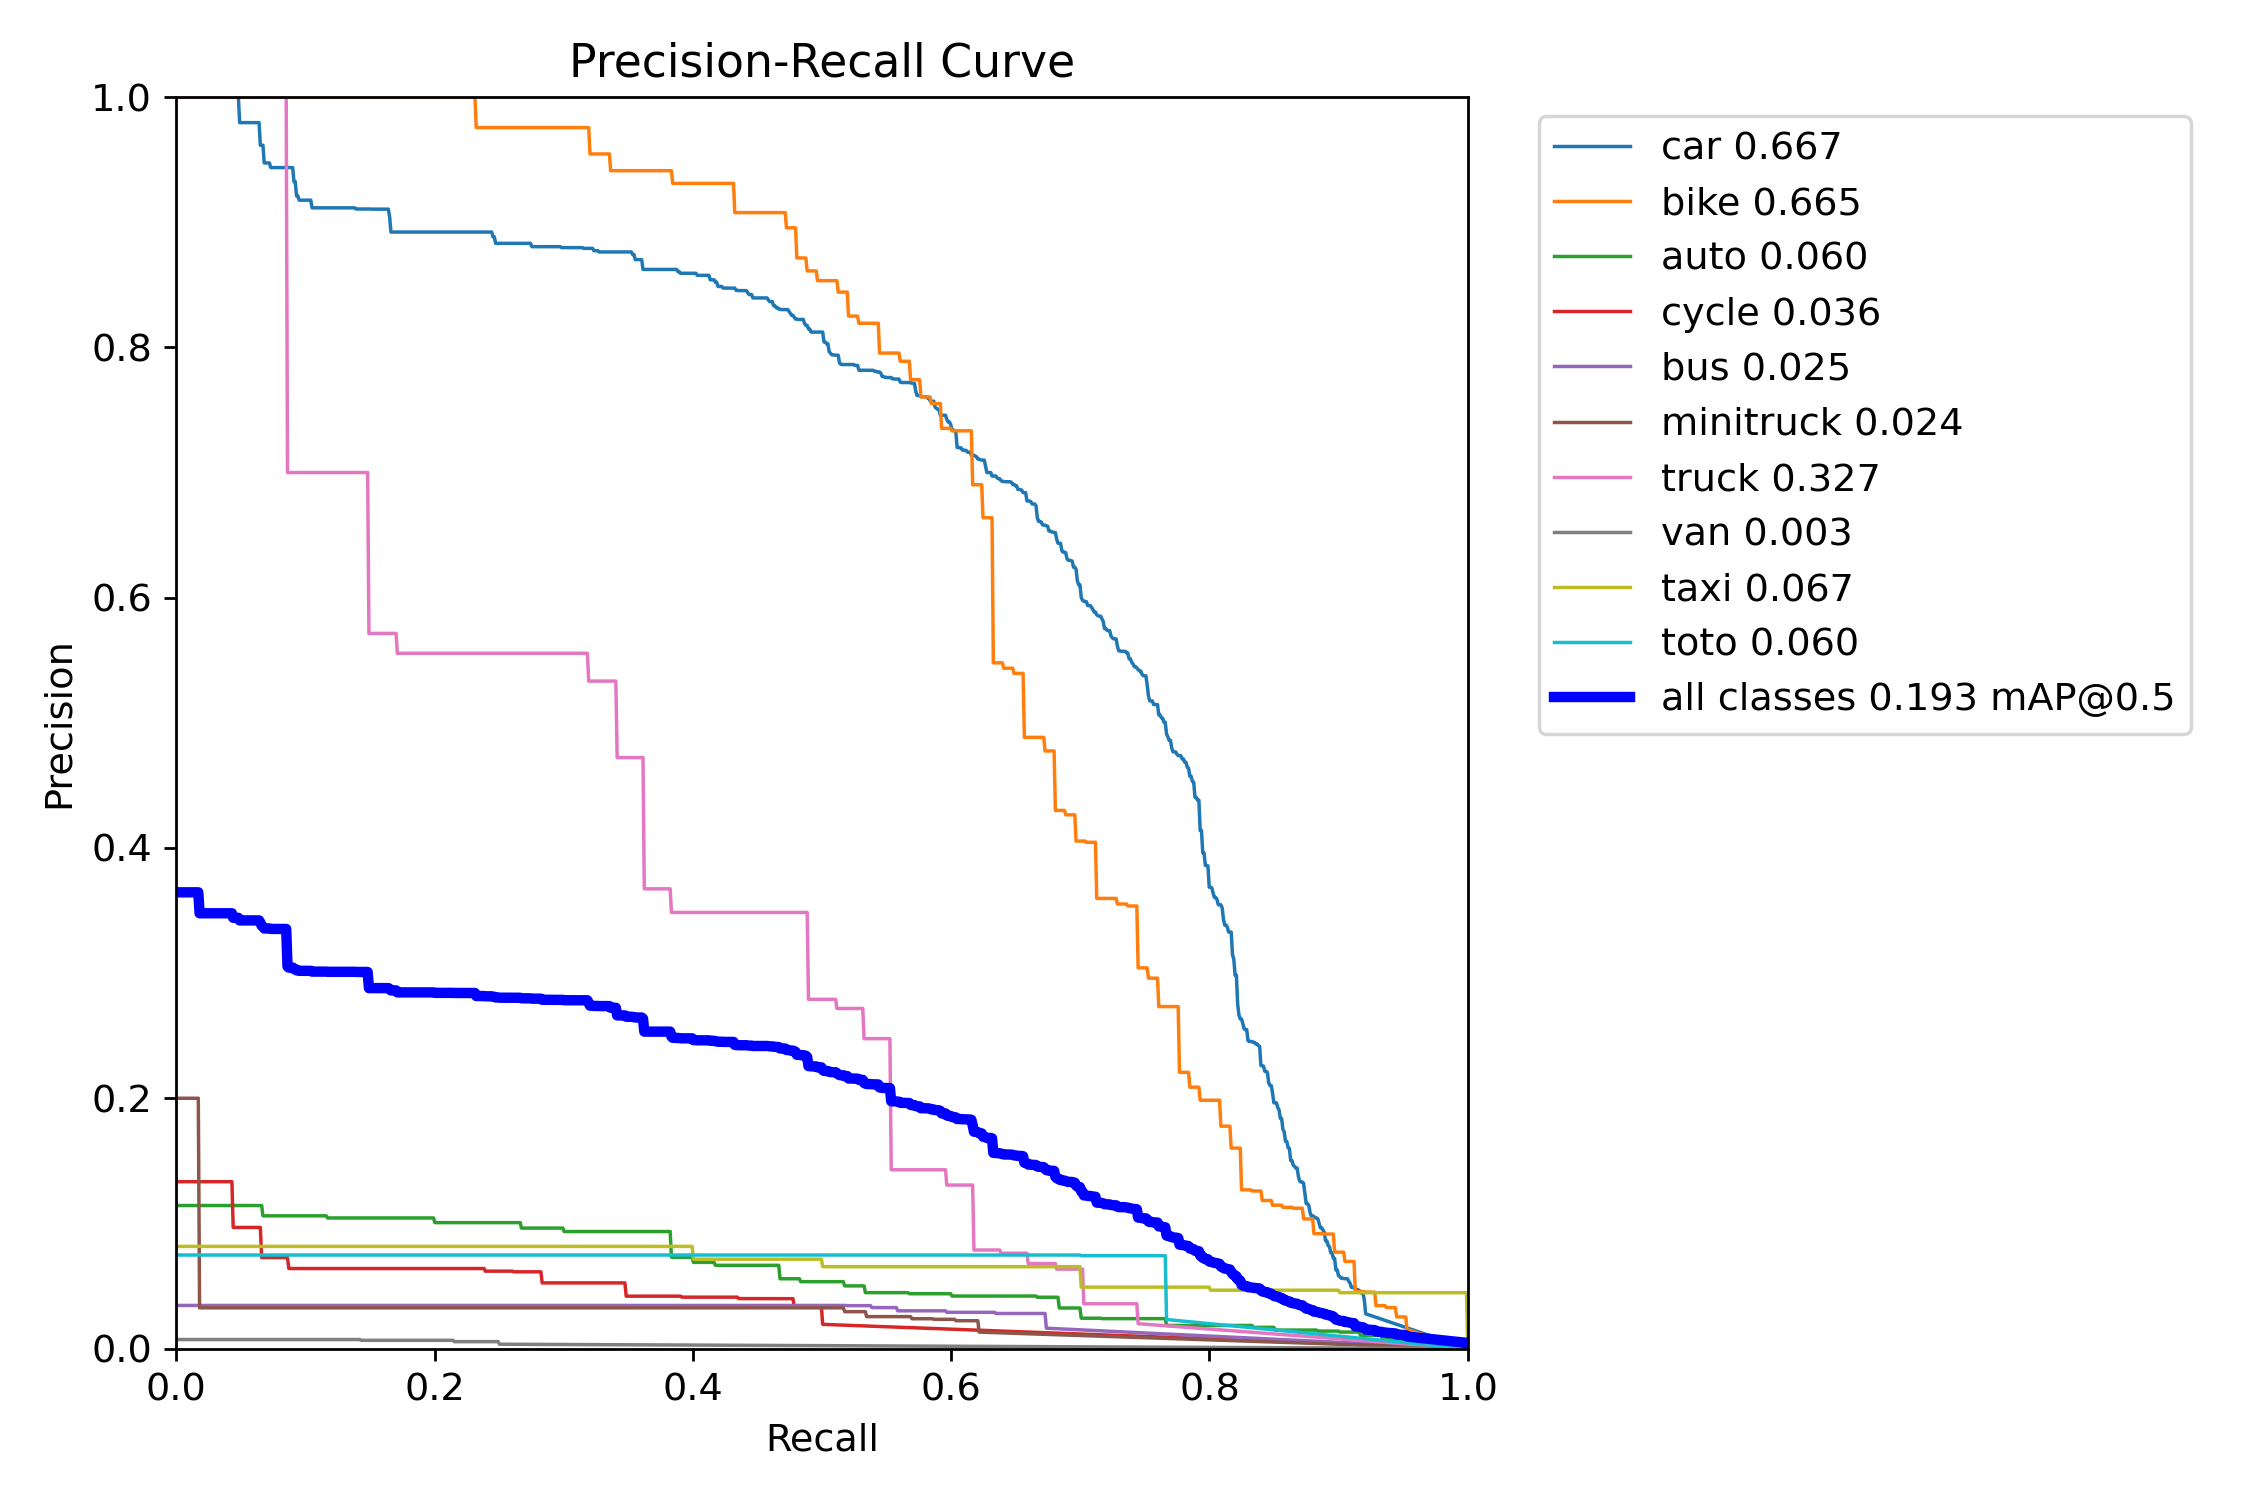 Precision-Recall Curve
1.0
0.8
0.6
0.4
0.2
0.0
Precision
0.0 0.2 0.4 0.6 0.8 1.0
Recall
car 0.667
bike 0.665
auto 0.060
cycle 0.036
bus 0.025
minitruck 0.024
truck 0.327
van 0.003
taxi 0.067
toto 0.060
all classes 0.193 mAP@0.5